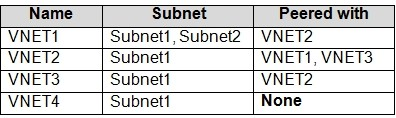 Name Subnet Peered with
VNET1 Subnet1, Subnet2 VNET2
VNET2 Subnet1 VNET1, VNET3
VNET3 Subnet1 VNET2
VNET4 Subnet1 None